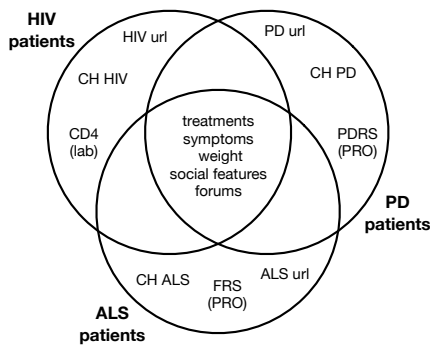 HIV
patients
HIV url
CH HIV
CD4
(lab)
PD url
CH PD
PDRS
(PRO)
PD
patients
treatments
symptoms
weight
social features
forums
CH ALS
FRS
(PRO)
ALS url
ALS
patients